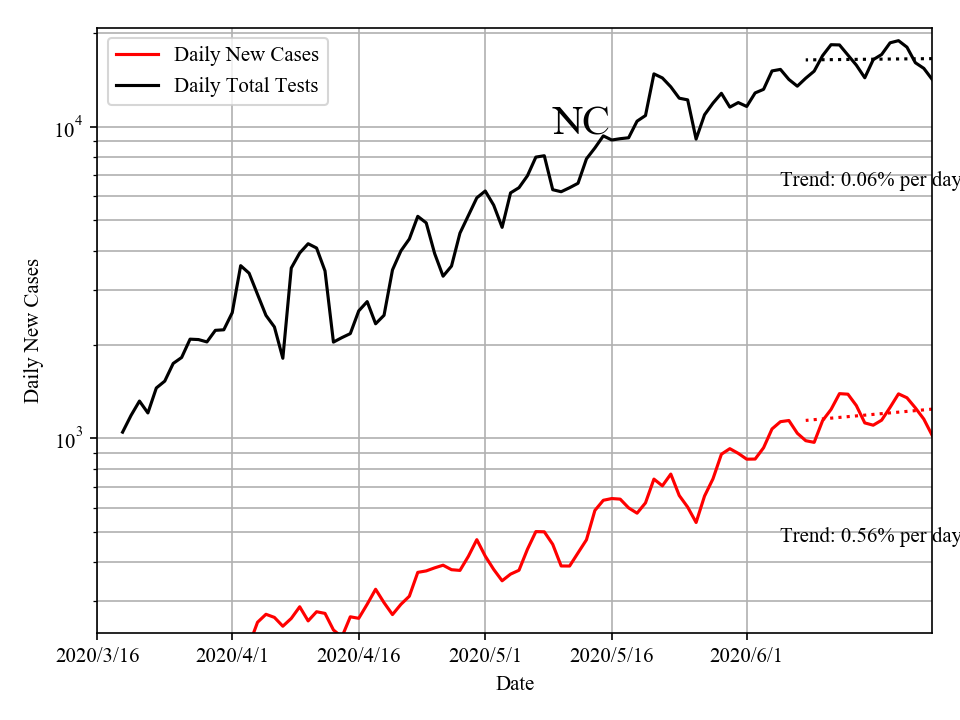 Daily New Cases
Daily Total Tests
NC
10⁴
Trend: 0.06% per day
Daily New Cases
10³
Trend: 0.56% per day
2020/3/16 2020/4/1 2020/4/16 2020/5/1 2020/5/16 2020/6/1
Date